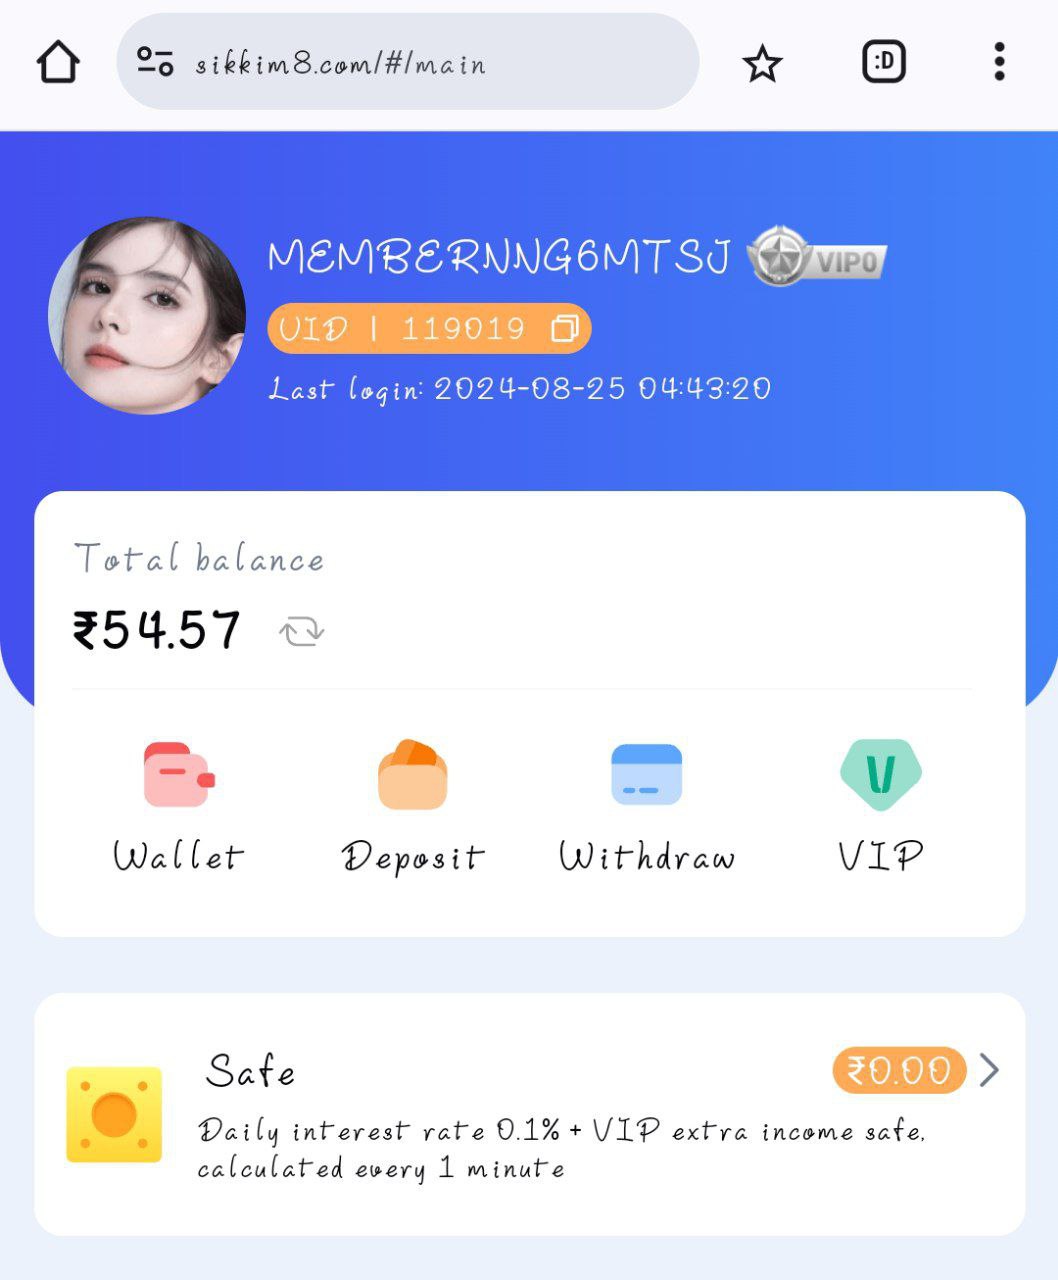 sikkim8.com/#/main
:D
MEMBERNNG6MTSJ VIP0
UID | 119019
Last login: 2024-08-25 04:43:20
Total balance
₹54.57
Wallet Deposit Withdraw VIP
Safe ₹0.00
Daily interest rate 0.1% + VIP extra income safe,
calculated every 1 minute